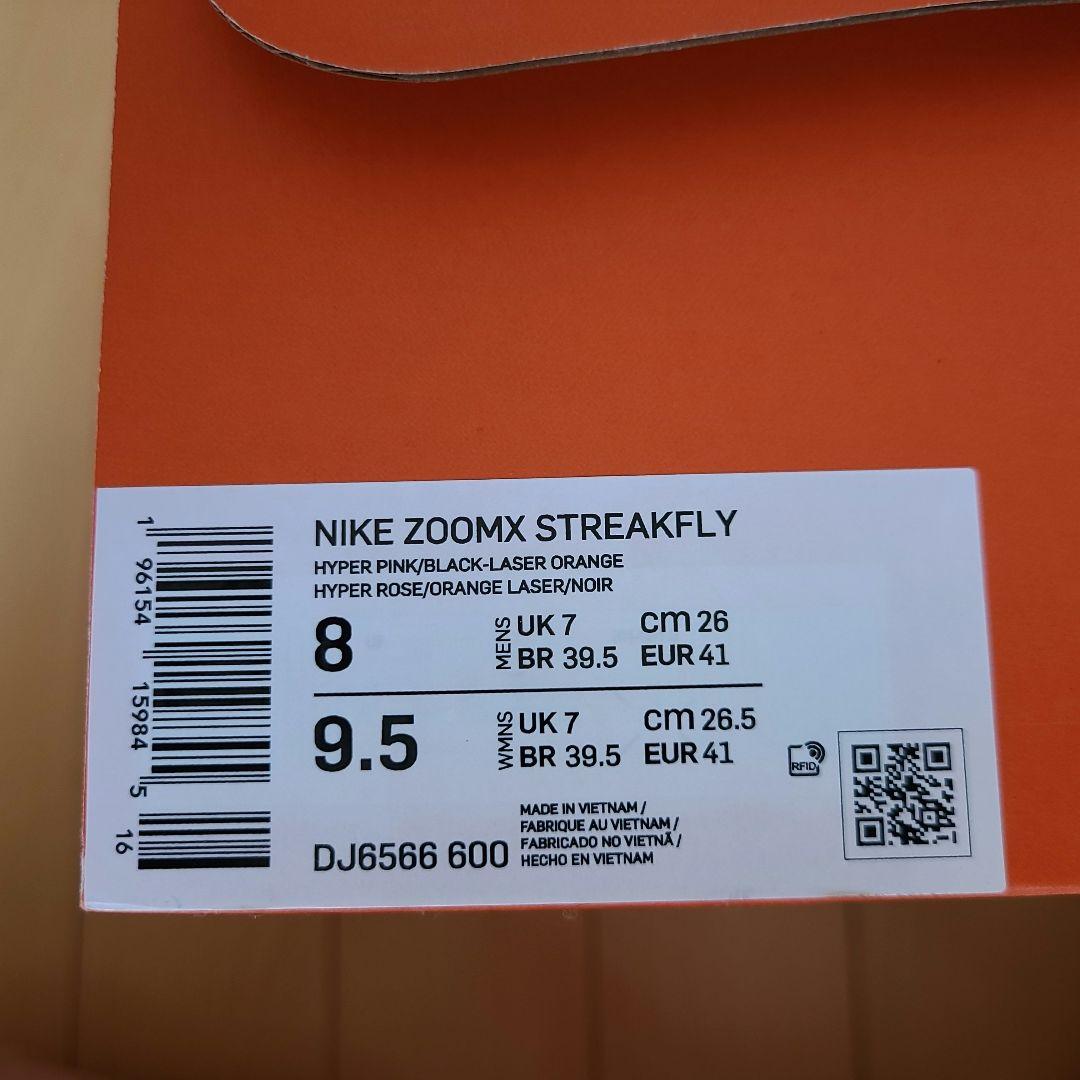 NIKE ZOOMX STREAKFLY
HYPER PINK/BLACK-LASER ORANGE
HYPER ROSE/ORANGE LASER/NOIR
8
MENS
UK 7 cm 26
BR 39.5 EUR 41
9.5
WMNS
UK 7 cm 26.5
BR 39.5 EUR 41
RFID
DJ6566 600
MADE IN VIETNAM /
FABRIQUE AU VIETNAM /
FABRICADO NO VIETNÃ /
HECHO EN VIETNAM
1 96154 15984 5 16